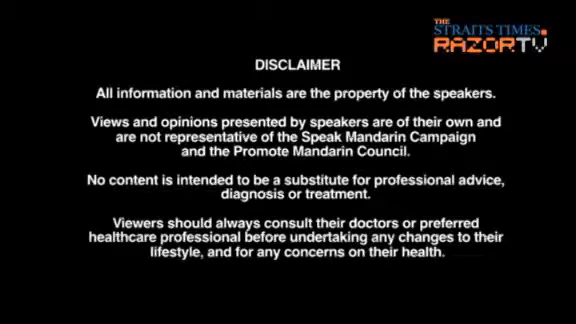 THE
STRAITS TIMES
RAZORTV
DISCLAIMER
All information and materials are the property of the speakers.
Views and opinions presented by speakers are of their own and
are not representative of the Speak Mandarin Campaign
and the Promote Mandarin Council.
No content is intended to be a substitute for professional advice,
diagnosis or treatment.
Viewers should always consult their doctors or preferred
healthcare professional before undertaking any changes to their
lifestyle, and for any concerns on their health.